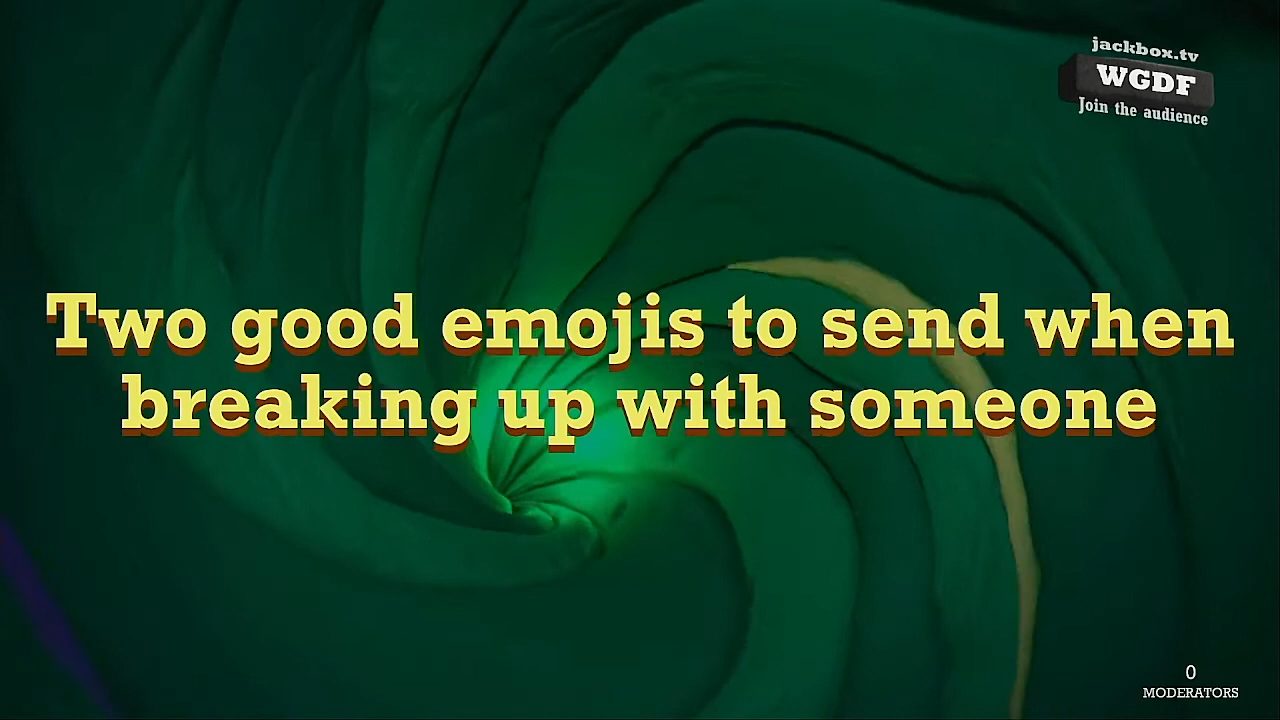 jackbox.tv
WGDF
Join the audience
Two good emojis to send when
breaking up with someone
0
MODERATORS